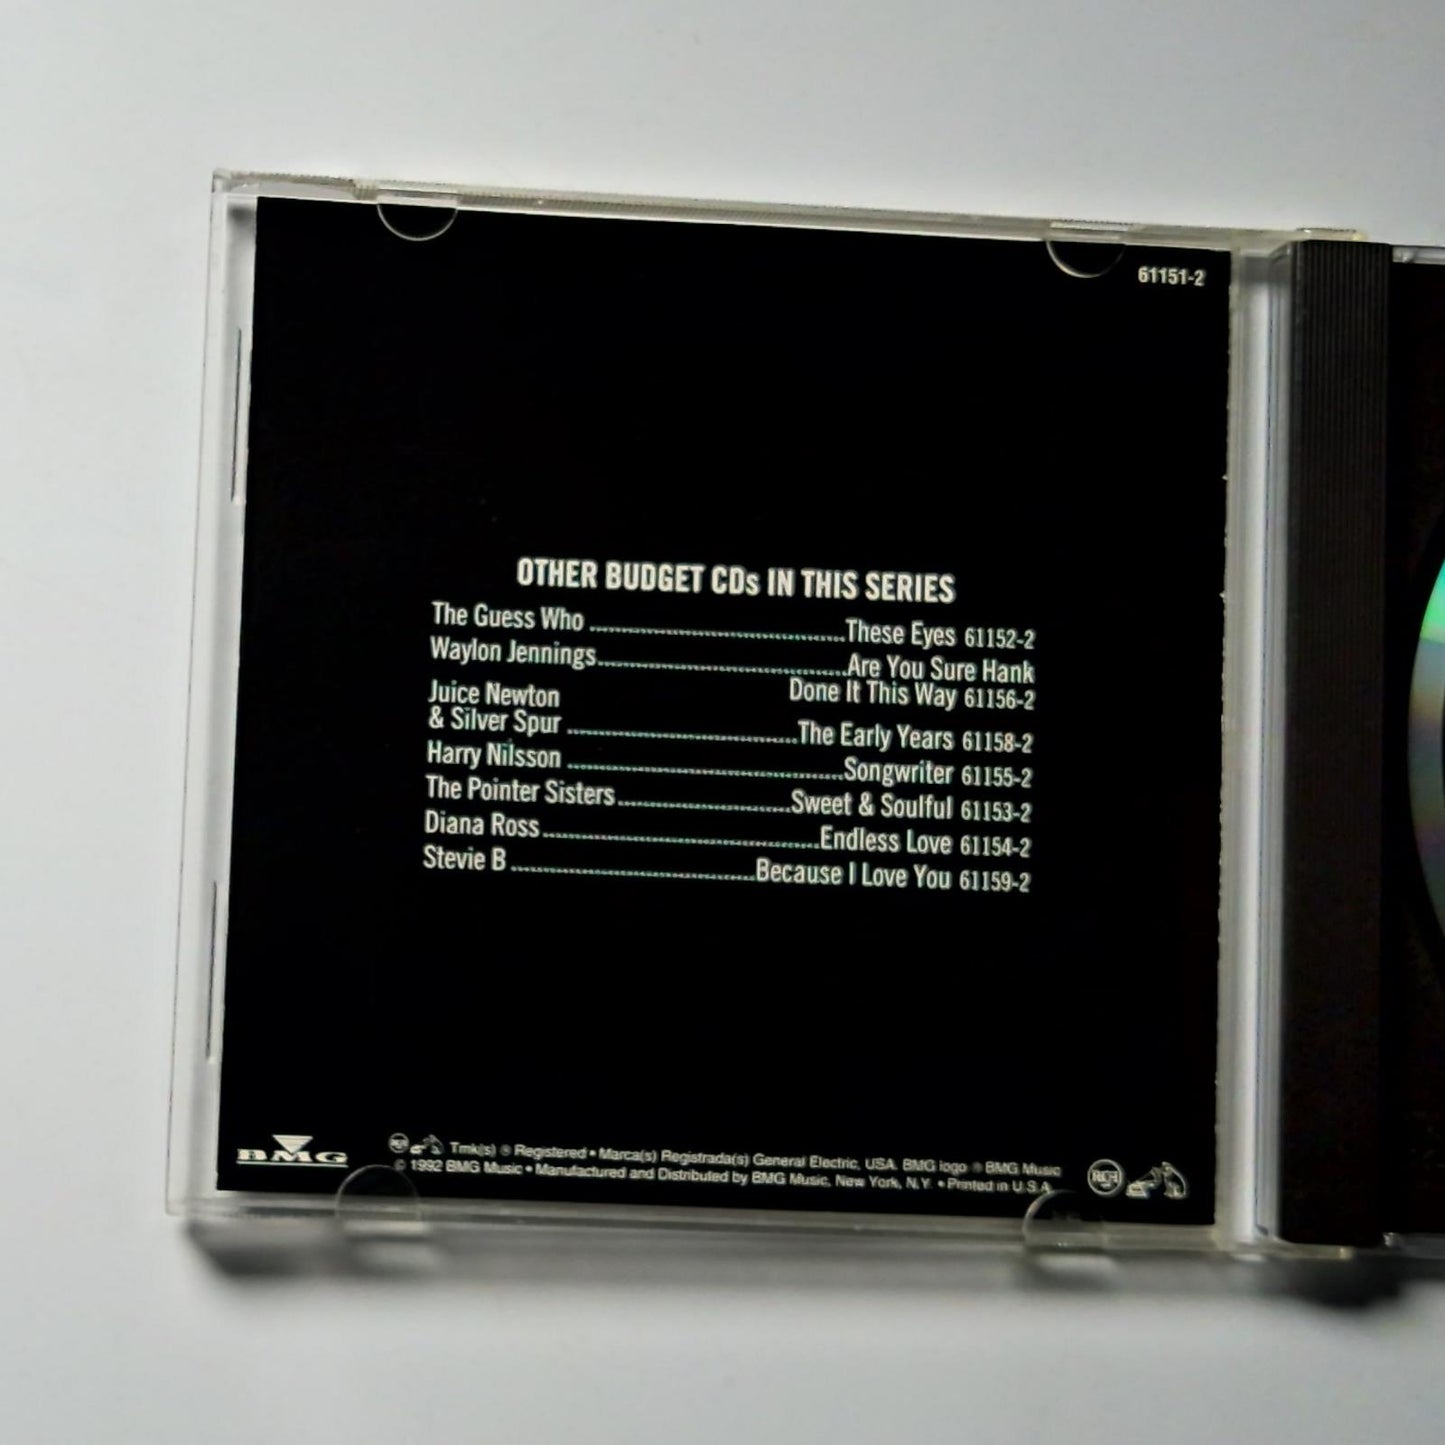 61151-2
OTHER BUDGET CDs IN THIS SERIES
The Guess Who ........ These Eyes 61152-2
Waylon Jennings ........ Are You Sure Hank
Done It This Way 61156-2
Juice Newton
& Silver Spur ........ The Early Years 61158-2
Harry Nilsson ........ Songwriter 61155-2
The Pointer Sisters ........ Sweet & Soulful 61153-2
Diana Ross ........ Endless Love 61154-2
Stevie B ........ Because I Love You 61159-2
BMG
RCA Tmk(s) ® Registered • Marca(s) Registrada(s) General Electric, USA. BMG logo ® BMG Music
© 1992 BMG Music • Manufactured and Distributed by BMG Music, New York, N.Y. • Printed in U.S.A.
RCA